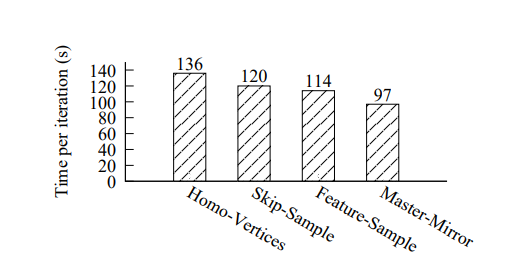 Time per iteration (s)
140
120
100
80
60
40
20
0
136
120
114
97
Homo-Vertices
Skip-Sample
Feature-Sample
Master-Mirror